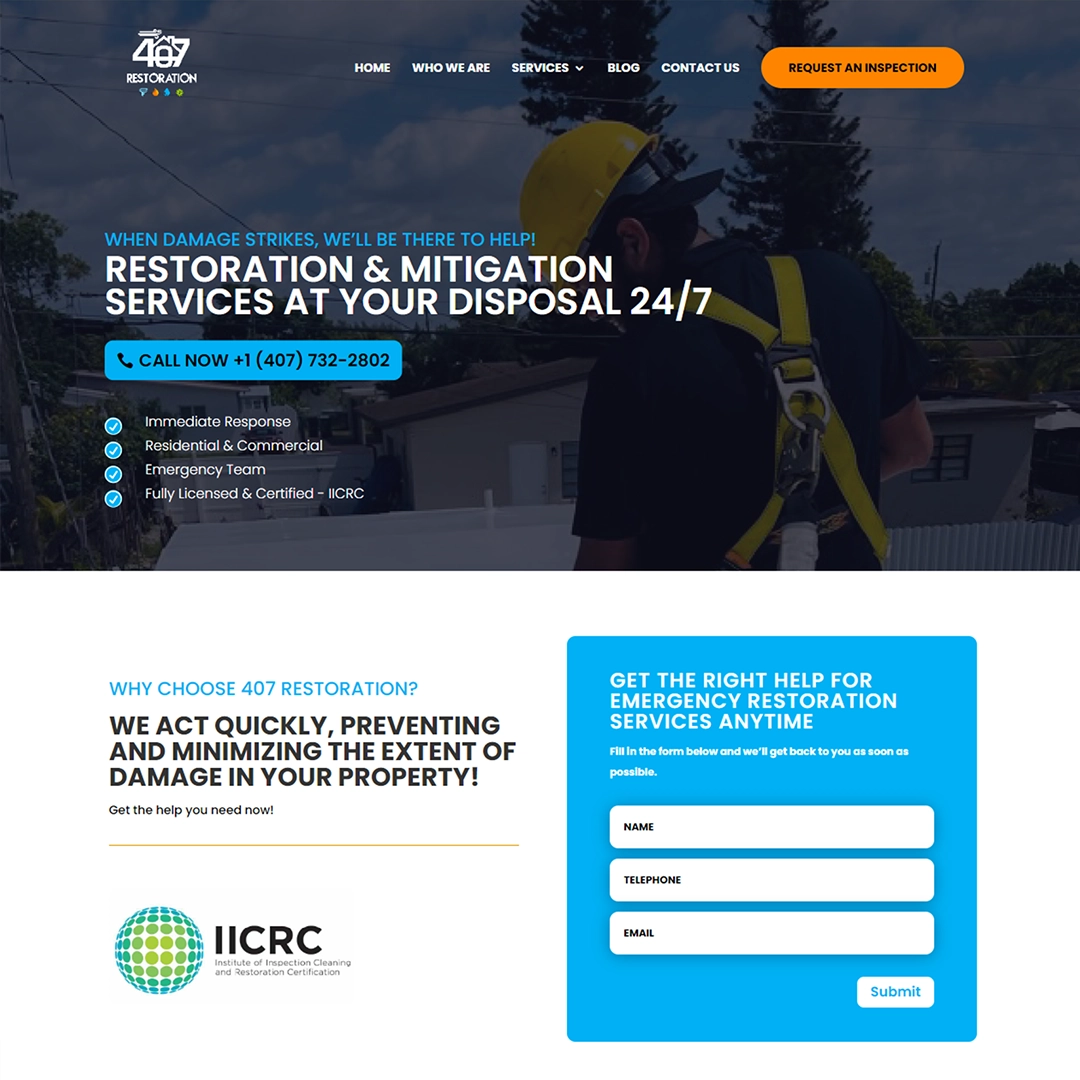 407
RESTORATION
HOME
WHO WE ARE
SERVICES
BLOG
CONTACT US
REQUEST AN INSPECTION
WHEN DAMAGE STRIKES, WE’LL BE THERE TO HELP!
RESTORATION & MITIGATION
SERVICES AT YOUR DISPOSAL 24/7
CALL NOW +1 (407) 732-2802
Immediate Response
Residential & Commercial
Emergency Team
Fully Licensed & Certified - IICRC
WHY CHOOSE 407 RESTORATION?
WE ACT QUICKLY, PREVENTING
AND MINIMIZING THE EXTENT OF
DAMAGE IN YOUR PROPERTY!
Get the help you need now!
IICRC
Institute of Inspection Cleaning
and Restoration Certification
GET THE RIGHT HELP FOR
EMERGENCY RESTORATION
SERVICES ANYTIME
Fill in the form below and we’ll get back to you as soon as
possible.
NAME
TELEPHONE
EMAIL
Submit